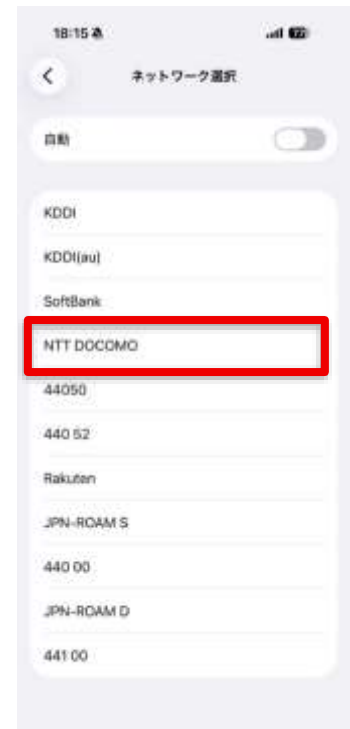 18:15
ネットワーク選択
自動
KDDI
KDDI(au)
SoftBank
NTT DOCOMO
44050
440 52
Rakuten
JPN-ROAM S
440 00
JPN-ROAM D
441 00